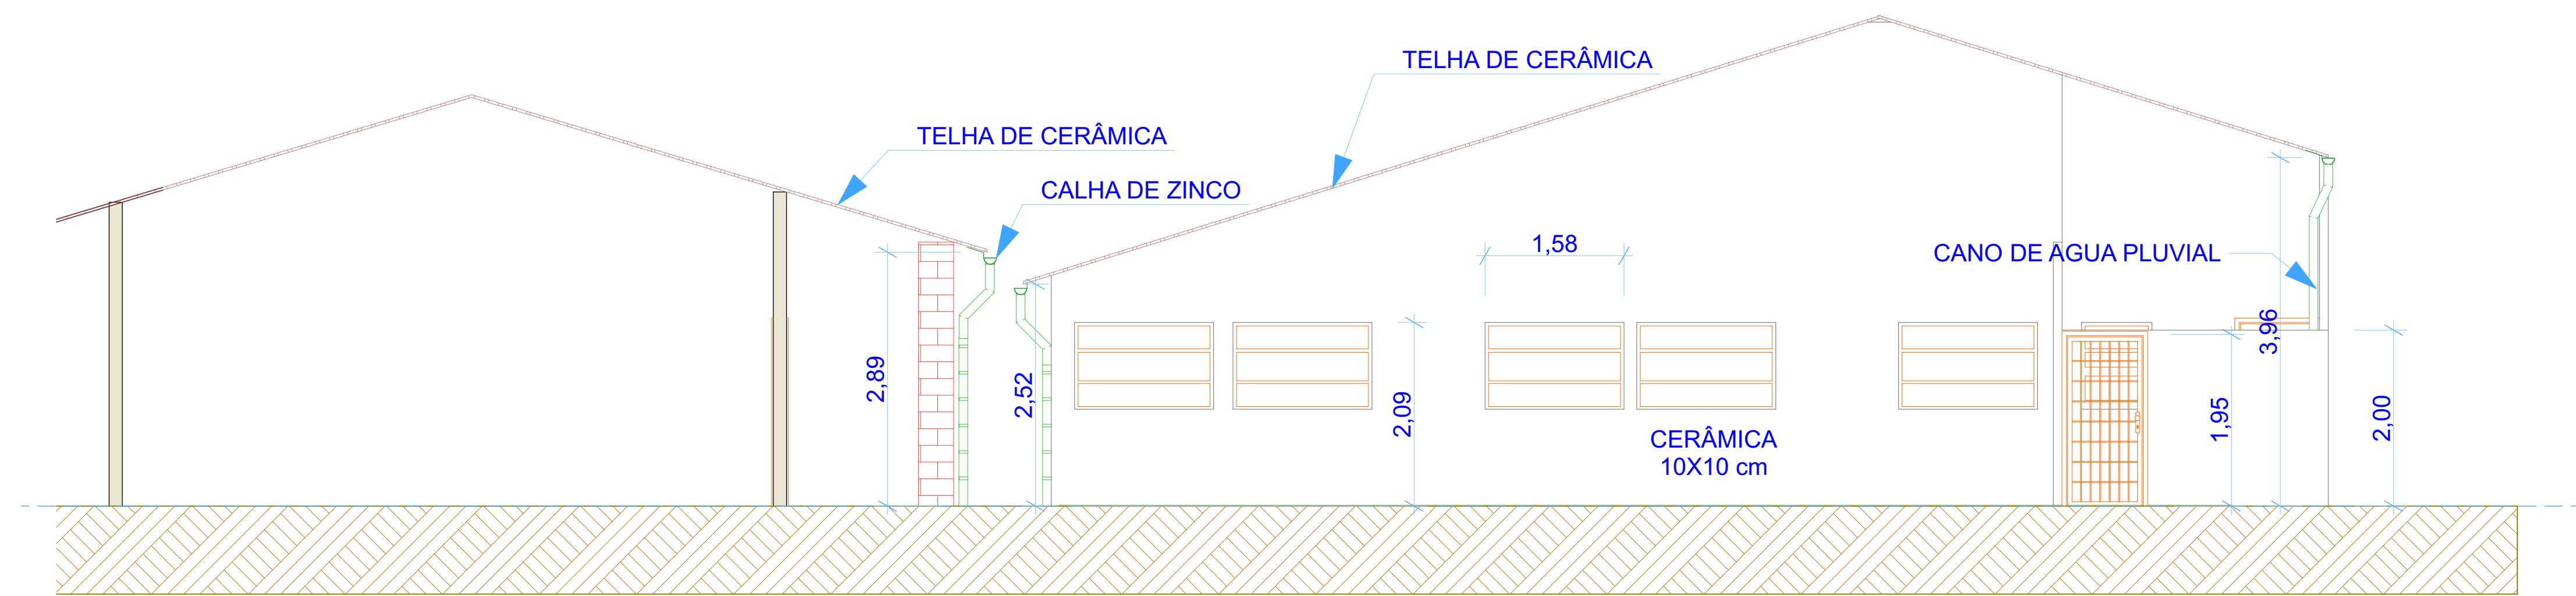 TELHA DE CERÂMICA
TELHA DE CERÂMICA
CALHA DE ZINCO
1,58
CANO DE AGUA PLUVIAL
2,89
2,52
2,09
3,96
1,95
2,00
CERÂMICA
10X10 cm